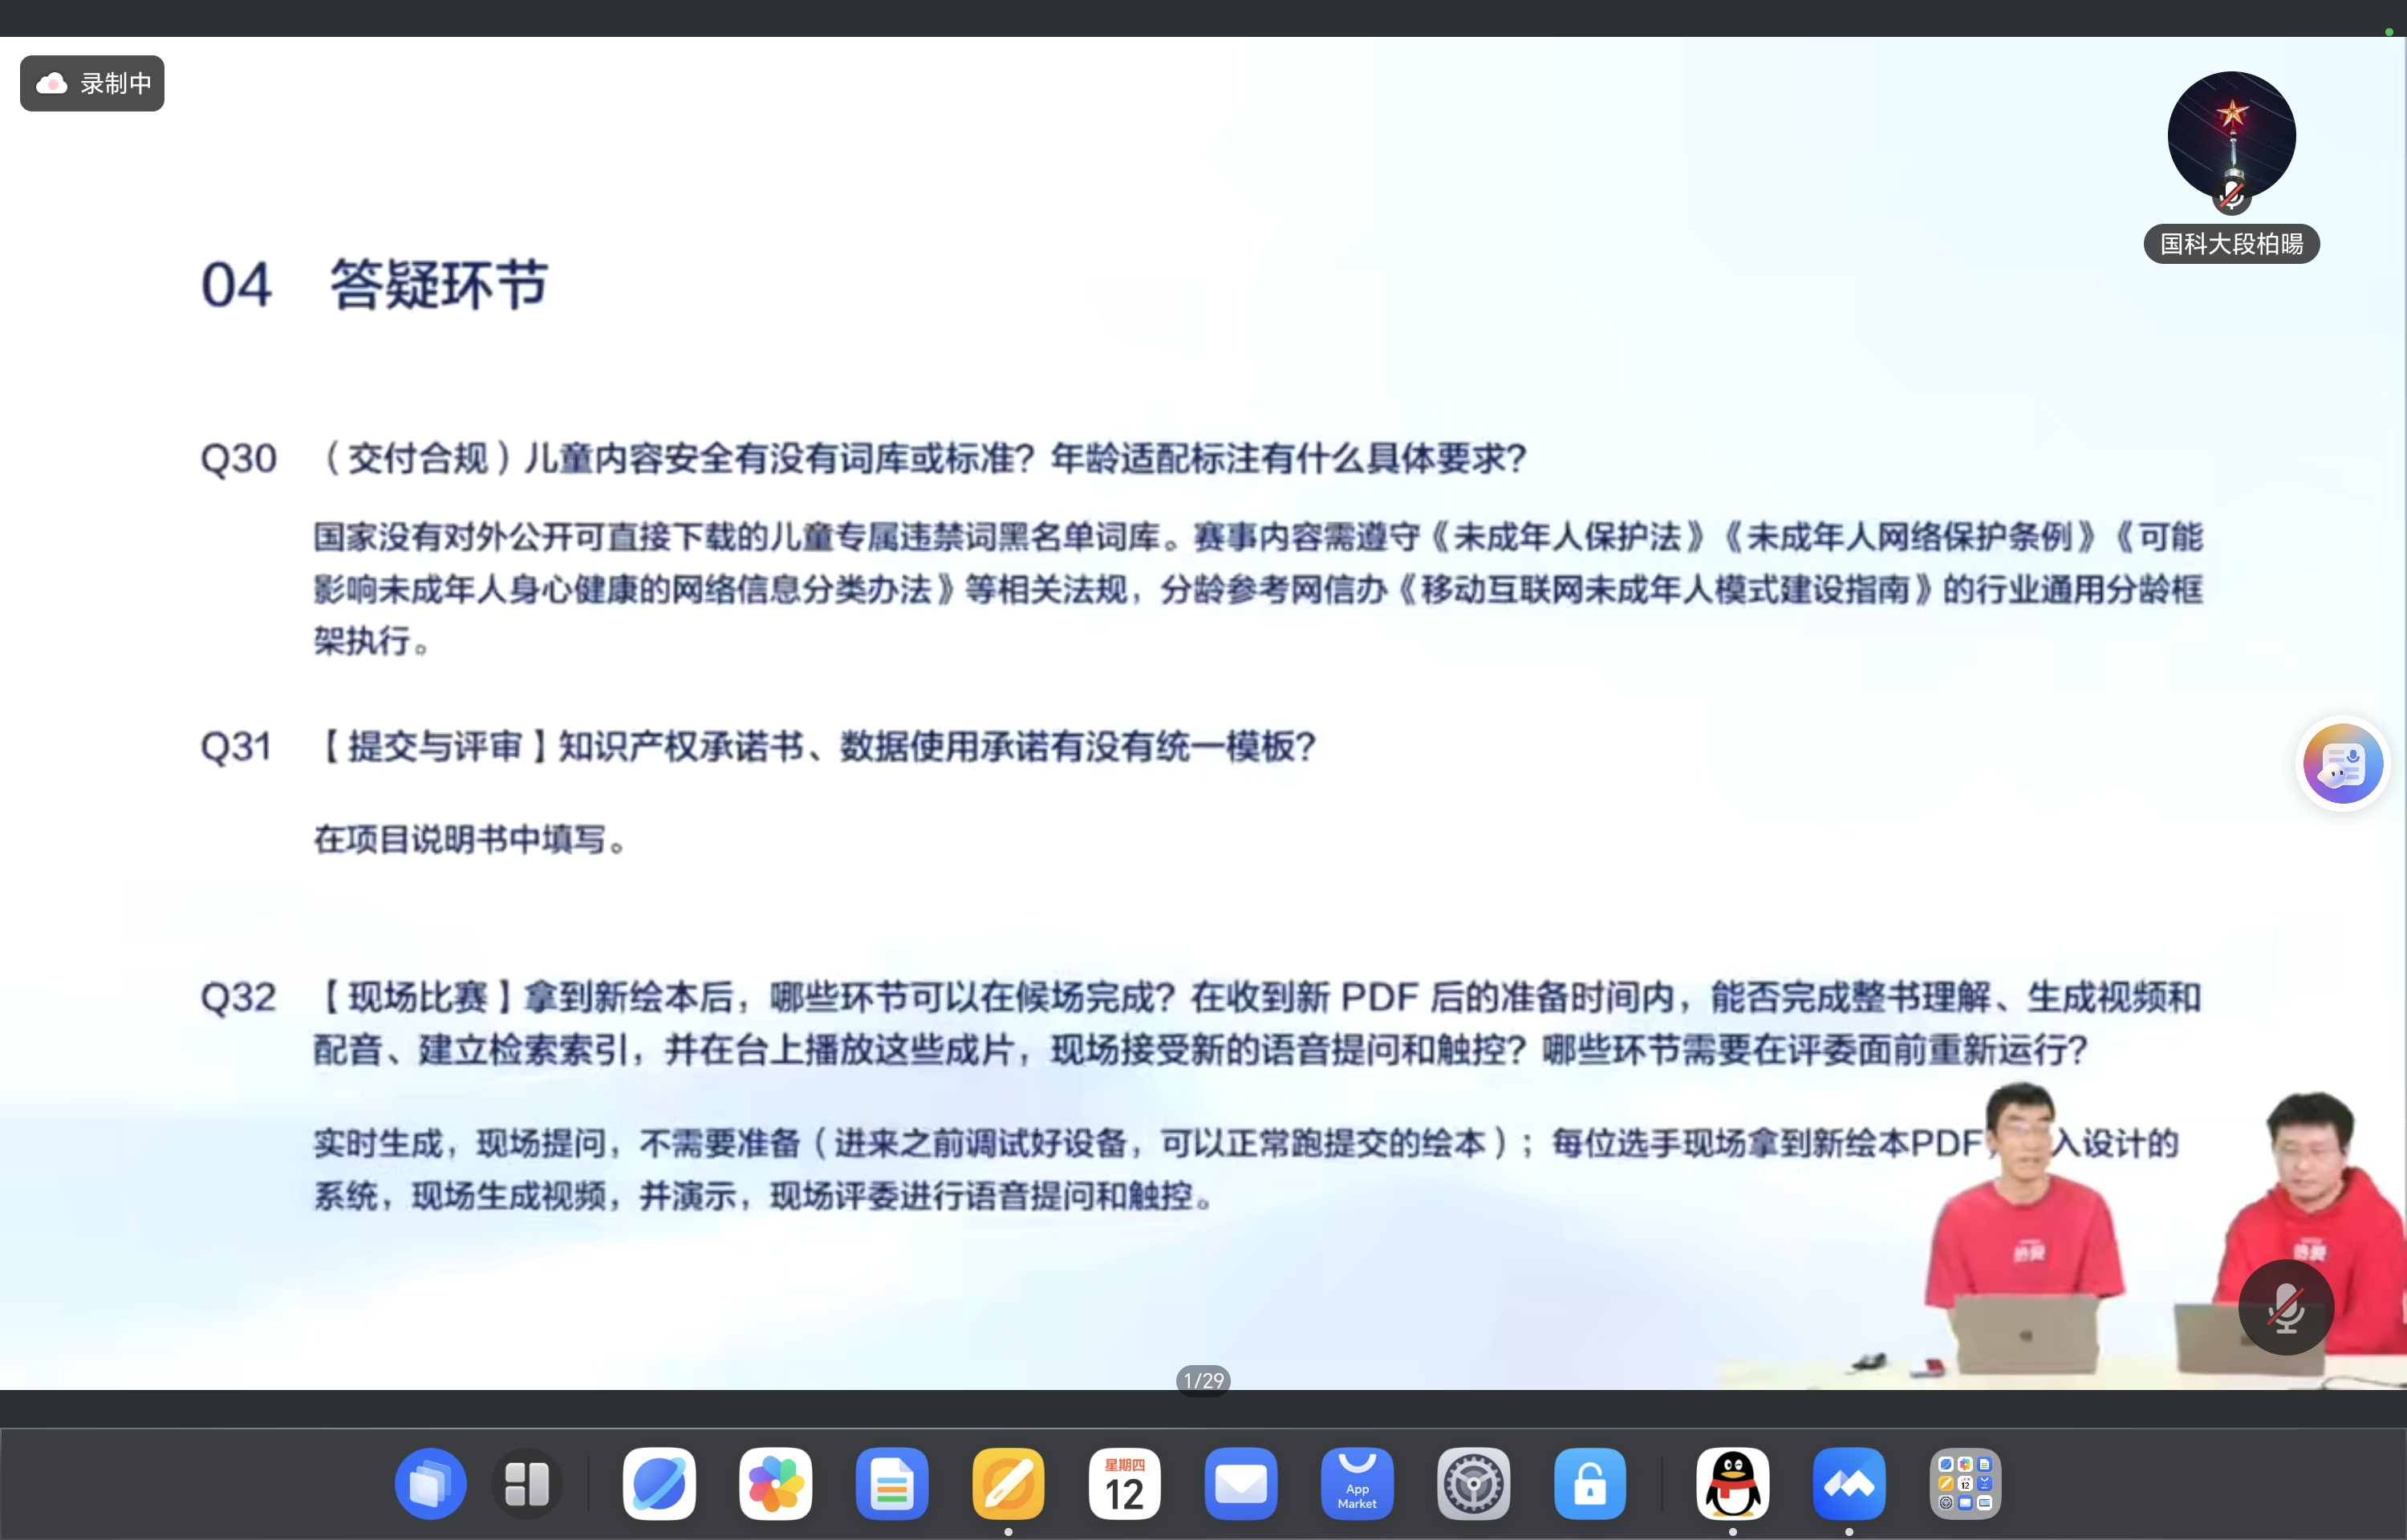 录制中
国科大段柏暘
04 答疑环节
Q30 （交付合规）儿童内容安全有没有词库或标准？年龄适配标注有什么具体要求？
国家没有对外公开可直接下载的儿童专属违禁词黑名单词库。赛事内容需遵守《未成年人保护法》《未成年人网络保护条例》《可能
影响未成年人身心健康的网络信息分类办法》等相关法规，分龄参考网信办《移动互联网未成年人模式建设指南》的行业通用分龄框
架执行。
Q31 【提交与评审】知识产权承诺书、数据使用承诺有没有统一模板？
在项目说明书中填写。
Q32 【现场比赛】拿到新绘本后，哪些环节可以在候场完成？在收到新 PDF 后的准备时间内，能否完成整书理解、生成视频和
配音、建立检索索引，并在台上播放这些成片，现场接受新的语音提问和触控？哪些环节需要在评委面前重新运行？
实时生成，现场提问，不需要准备（进来之前调试好设备，可以正常跑提交的绘本）；每位选手现场拿到新绘本PDF，入设计的
系统，现场生成视频，并演示，现场评委进行语音提问和触控。
1/29
星期四
12
App
Market